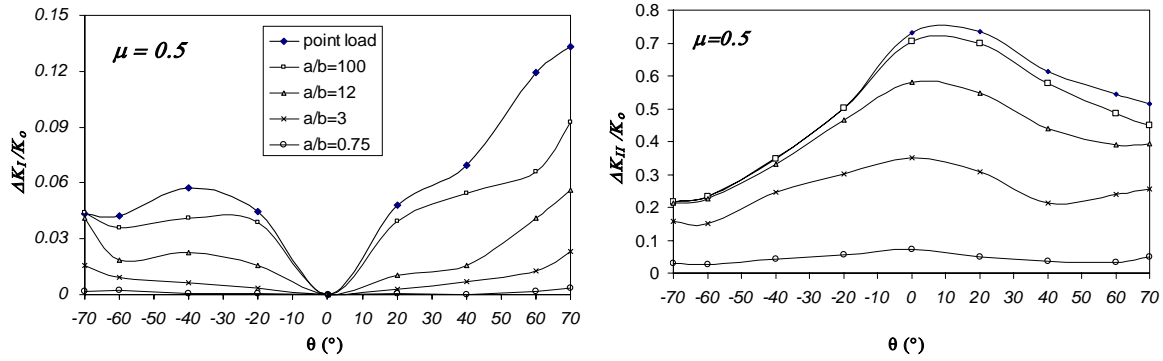 0.15
0.12
0.09
0.06
0.03
0
ΔK_I/K_o
μ = 0.5
point load
a/b=100
a/b=12
a/b=3
a/b=0.75
-70 -60 -50 -40 -30 -20 -10 0 10 20 30 40 50 60 70
θ (°)
0.8
0.7
0.6
0.5
0.4
0.3
0.2
0.1
0
ΔK_II/K_o
μ=0.5
-70 -60 -50 -40 -30 -20 -10 0 10 20 30 40 50 60 70
θ (°)